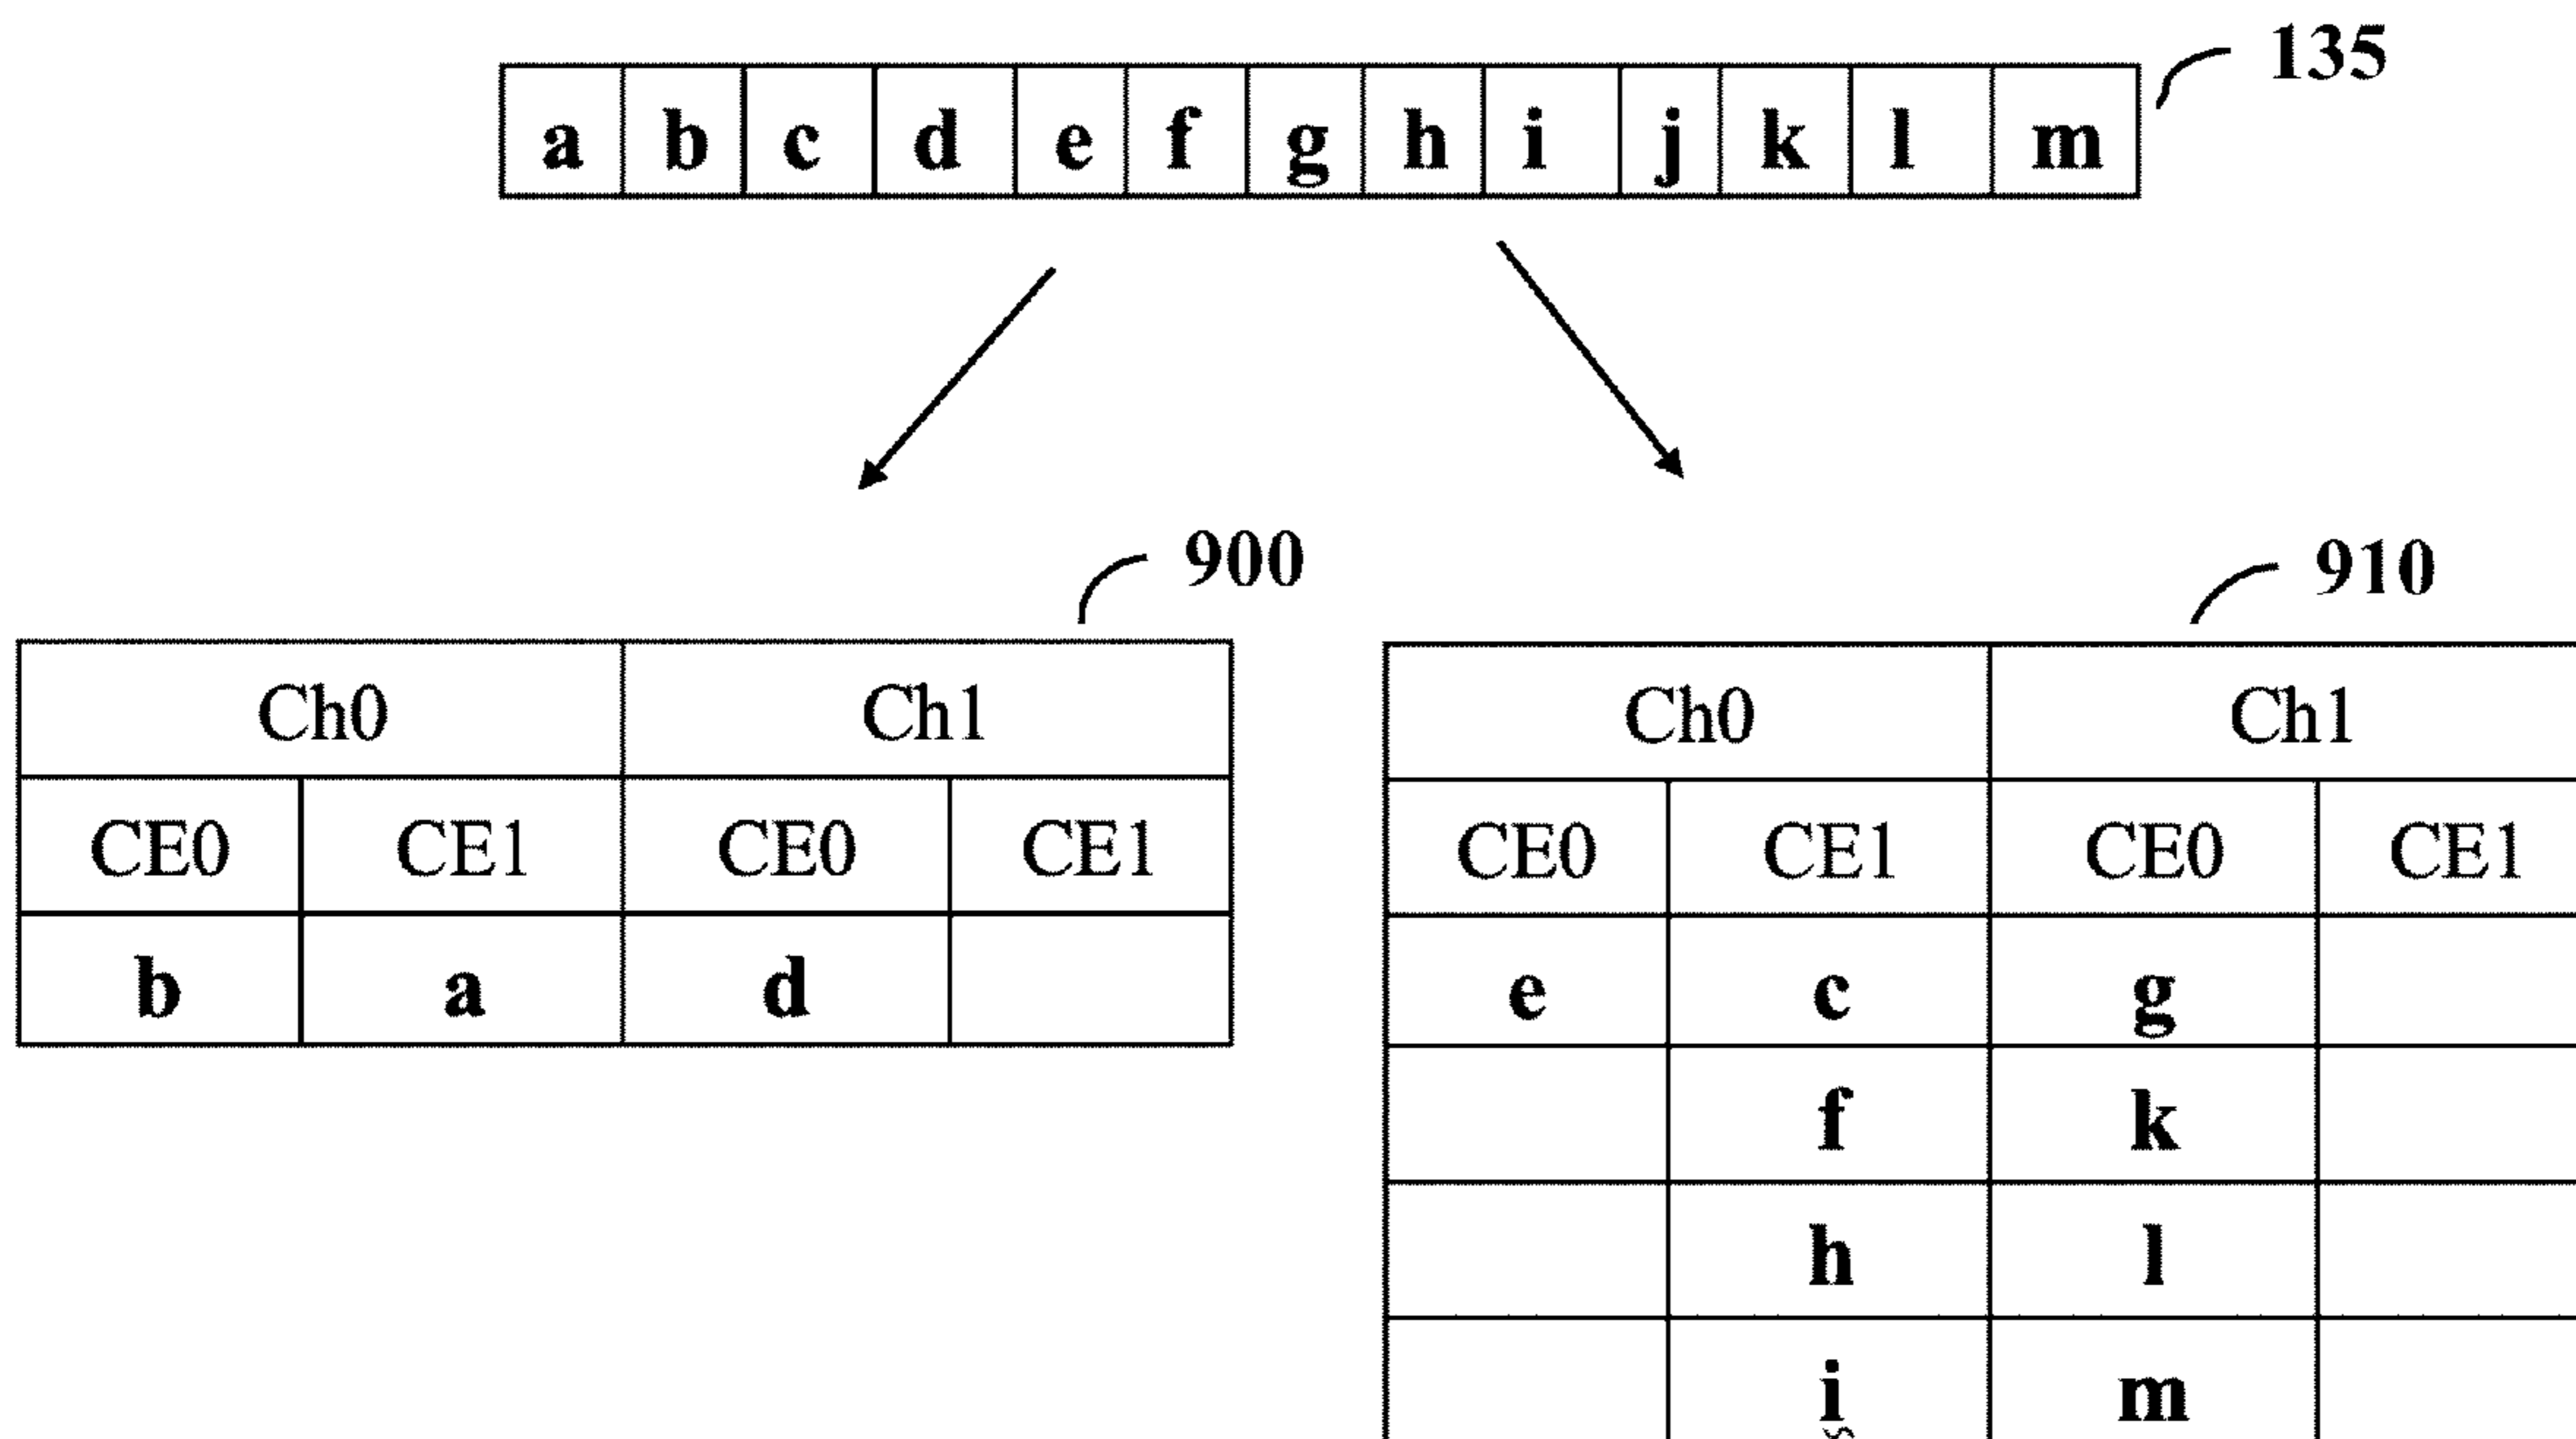 135
a b c d e f g h i j k l m
900
910
Ch0 Ch1
CE0 CE1 CE0 CE1
b a d
Ch0 Ch1
CE0 CE1 CE0 CE1
e c g
f k
h l
i m